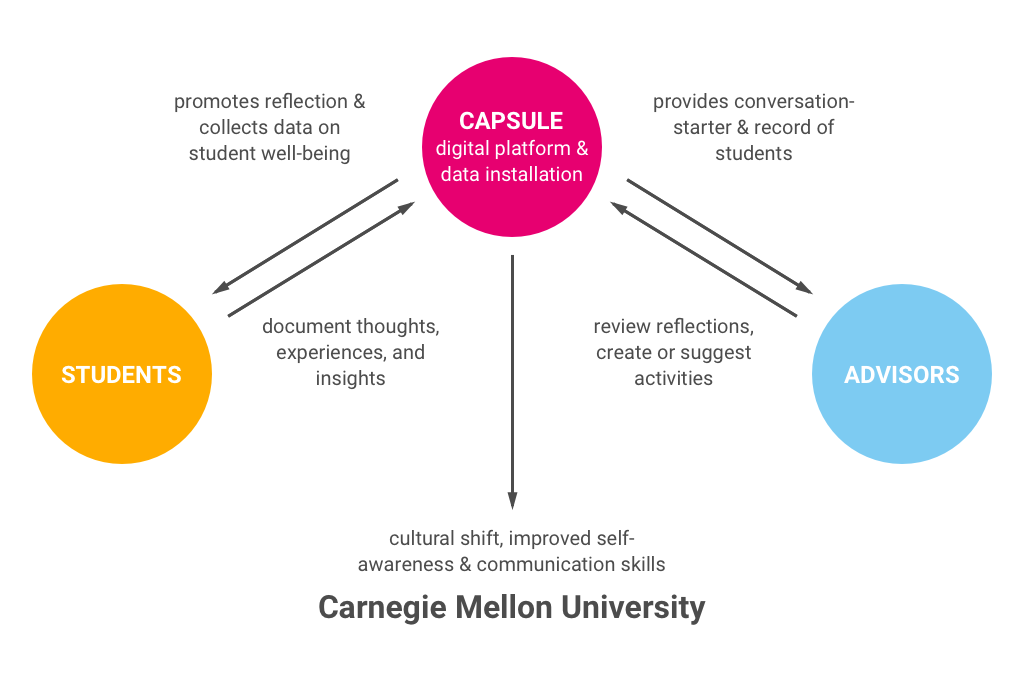 promotes reflection &
collects data on
student well-being
CAPSULE
digital platform &
data installation
provides conversation-
starter & record of
students
STUDENTS
document thoughts,
experiences, and
insights
review reflections,
create or suggest
activities
ADVISORS
cultural shift, improved self-
awareness & communication skills
Carnegie Mellon University